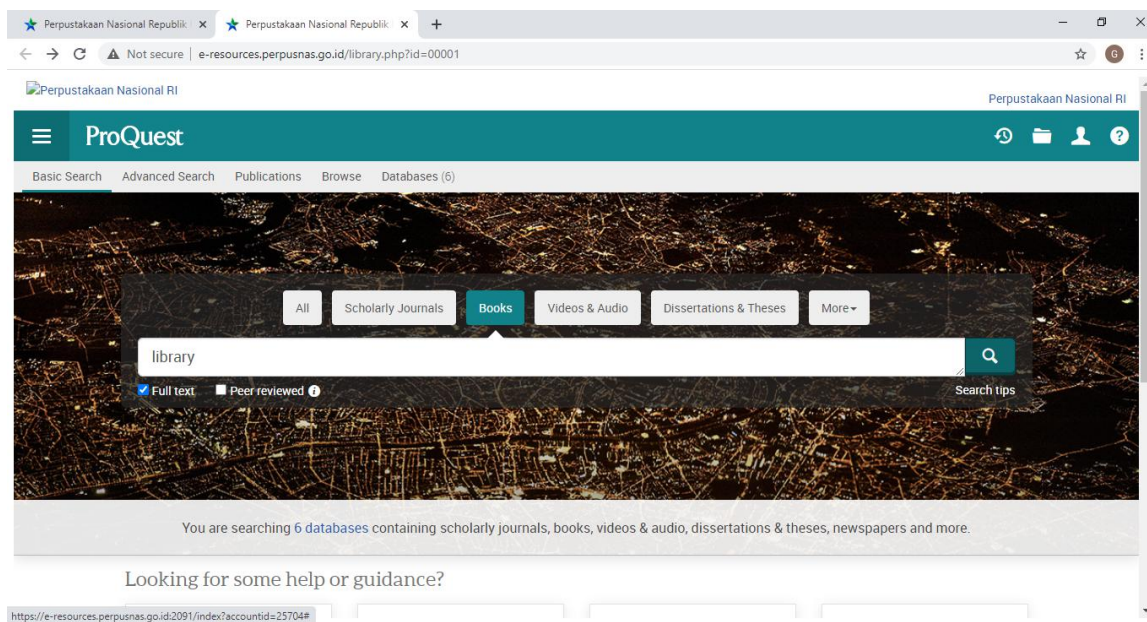 Perpustakaan Nasional Republik
Perpustakaan Nasional Republik
Not secure | e-resources.perpusnas.go.id/library.php?id=00001
G
Perpustakaan Nasional RI
Perpustakaan Nasional RI
ProQuest
Basic Search Advanced Search Publications Browse Databases (6)
All Scholarly Journals Books Videos & Audio Dissertations & Theses More
library
Full text Peer reviewed Search tips
You are searching 6 databases containing scholarly journals, books, videos & audio, dissertations & theses, newspapers and more.
Looking for some help or guidance?
https://e-resources.perpusnas.go.id:2091/index?accountid=25704#